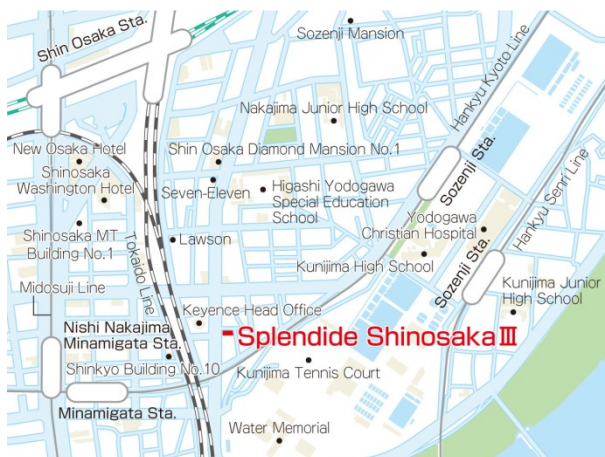 Shin Osaka Sta.
Sozenji Mansion
Hankyu Kyoto Line
Nakajima Junior High School
New Osaka Hotel
Shin Osaka Diamond Mansion No.1
Shinosaka
Washington Hotel
Seven-Eleven
Higashi Yodogawa
Special Education
School
Sozenji Sta.
Hankyu Senri Line
Yodogawa
Christian Hospital
Shinosaka MT
Building No.1
Lawson
Tokaido Line
Kunijima High School
Sozenji Sta.
Kunijima Junior
High School
Midosuji Line
Keyence Head Office
Nishi Nakajima
Minamigata Sta.
Splendide Shinosaka Ⅲ
Shinkyo Building No.10
Kunijima Tennis Court
Minamigata Sta.
Water Memorial